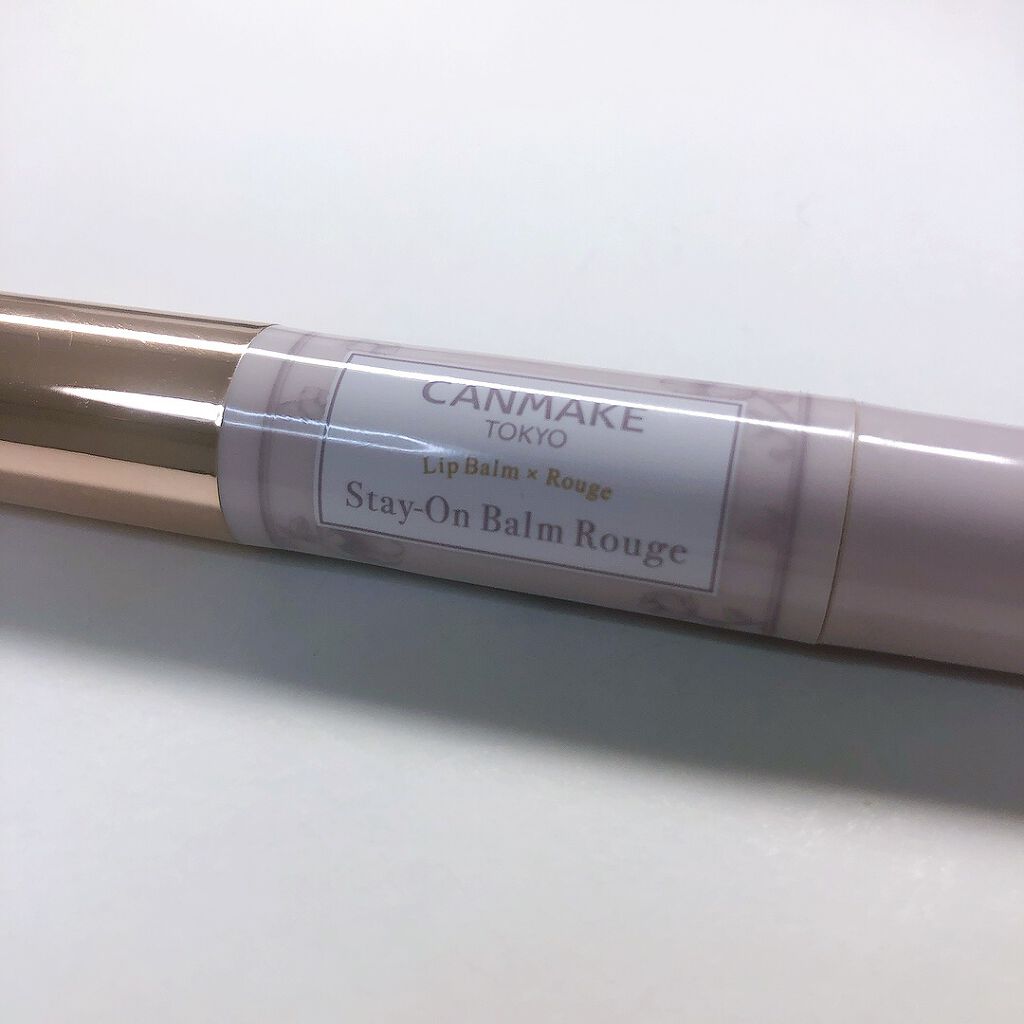 CANMAKE
TOKYO
Lip Balm × Rouge
Stay-On Balm Rouge